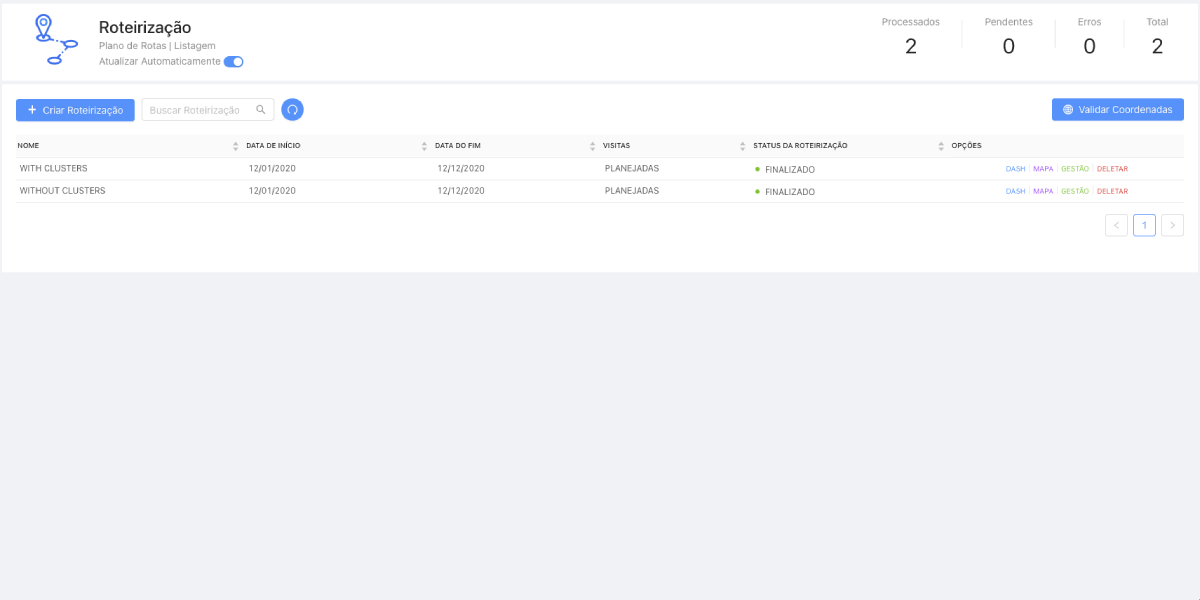 Roteirização
Plano de Rotas | Listagem
Atualizar Automaticamente
Processados Pendentes Erros Total
2 0 0 2
+ Criar Roteirização Buscar Roteirização Validar Coordenadas
NOME DATA DE INÍCIO DATA DO FIM VISITAS STATUS DA ROTEIRIZAÇÃO OPÇÕES
WITH CLUSTERS 12/01/2020 12/12/2020 PLANEJADAS FINALIZADO DASH | MAPA | GESTÃO | DELETAR
WITHOUT CLUSTERS 12/01/2020 12/12/2020 PLANEJADAS FINALIZADO DASH | MAPA | GESTÃO | DELETAR
< 1 >